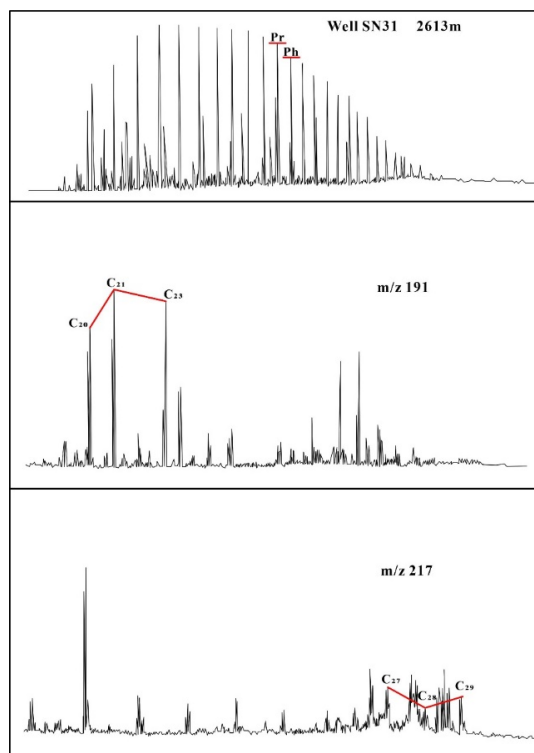 Well SN31 2613m
Pr
Ph
C₂₁
C₂₃
C₂₀
m/z 191
m/z 217
C₂₇
C₂₈
C₂₉